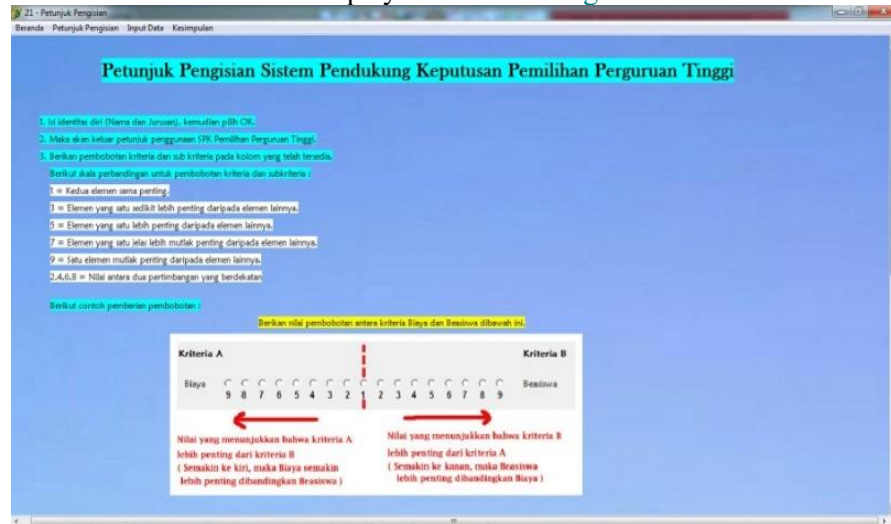 21 - Petunjuk Pengisian
Beranda Petunjuk Pengisian Input Data Kesimpulan
Petunjuk Pengisian Sistem Pendukung Keputusan Pemilihan Perguruan Tinggi
1. Isi identitas diri (Nama dan Jurusan), kemudian pilih OK.
2. Maka akan keluar petunjuk penggunaan SPK Pemilihan Perguruan Tinggi.
3. Berikan pembobotan kriteria dan sub kriteria pada kolom yang telah tersedia.
Berikut skala perbandingan untuk pembobotan kriteria dan subkriteria :
1 = Kedua elemen sama penting.
3 = Elemen yang satu sedikit lebih penting daripada elemen lainnya.
5 = Elemen yang satu lebih penting daripada elemen lainnya.
7 = Elemen yang satu jelas lebih mutlak penting daripada elemen lainnya.
9 = Satu elemen mutlak penting daripada elemen lainnya.
2.4.6.8 = Nilai antara dua pertimbangan yang berdekatan
Berikut contoh pemberian pembobotan :
Berikan nilai pembobotan antara kriteria Biaya dan Beasiswa dibawah ini.
Kriteria A Kriteria B
Biaya Beasiswa
9 8 7 6 5 4 3 2 1 2 3 4 5 6 7 8 9
Nilai yang menunjukkan bahwa kriteria A
lebih penting dari kriteria B
( Semakin ke kiri, maka Biaya semakin
lebih penting dibandingkan Beasiswa )
Nilai yang menunjukkan bahwa kriteria B
lebih penting dari kriteria A
( Semakin ke kanan, maka Beasiswa
lebih penting dibandingkan Biaya )